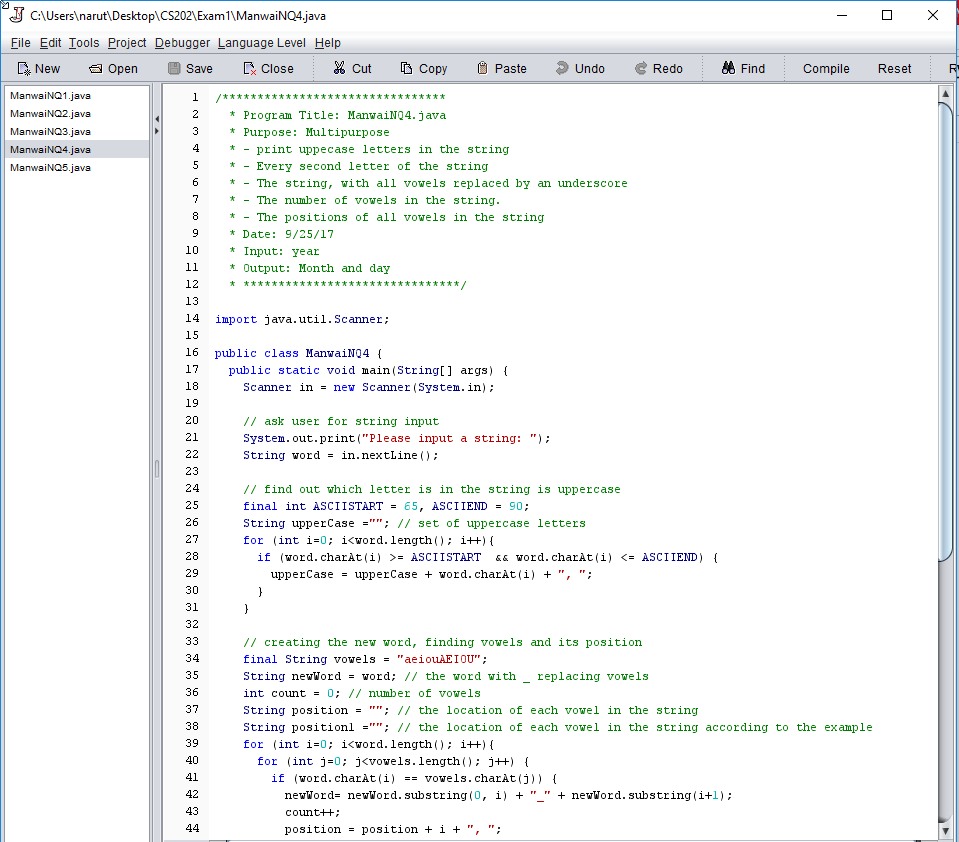 C:\Users\narut\Desktop\CS202\Exam1\ManwaiNQ4.java
File Edit Tools Project Debugger Language Level Help
New Open Save Close Cut Copy Paste Undo Redo Find Compile Reset
ManwaiNQ1.java
ManwaiNQ2.java
ManwaiNQ3.java
ManwaiNQ4.java
ManwaiNQ5.java
1 /********************************
2 * Program Title: ManwaiNQ4.java
3 * Purpose: Multipurpose
4 * - print uppecase letters in the string
5 * - Every second letter of the string
6 * - The string, with all vowels replaced by an underscore
7 * - The number of vowels in the string.
8 * - The positions of all vowels in the string
9 * Date: 9/25/17
10 * Input: year
11 * Output: Month and day
12 * *******************************/
13
14 import java.util.Scanner;
15
16 public class ManwaiNQ4 {
17 public static void main(String[] args) {
18 Scanner in = new Scanner(System.in);
19
20 // ask user for string input
21 System.out.print("Please input a string: ");
22 String word = in.nextLine();
23
24 // find out which letter is in the string is uppercase
25 final int ASCIISTART = 65, ASCIIEND = 90;
26 String upperCase =""; // set of uppercase letters
27 for (int i=0; i<word.length(); i++){
28 if (word.charAt(i) >= ASCIISTART  && word.charAt(i) <= ASCIIEND) {
29 upperCase = upperCase + word.charAt(i) + ", ";
30 }
31 }
32
33 // creating the new word, finding vowels and its position
34 final String vowels = "aeiouAEIOU";
35 String newWord = word; // the word with _ replacing vowels
36 int count = 0; // number of vowels
37 String position = ""; // the location of each vowel in the string
38 String position1 =""; // the location of each vowel in the string according to the example
39 for (int i=0; i<word.length(); i++){
40 for (int j=0; j<vowels.length(); j++) {
41 if (word.charAt(i) == vowels.charAt(j)) {
42 newWord= newWord.substring(0, i) + "_" + newWord.substring(i+1);
43 count++;
44 position = position + i + ", ";